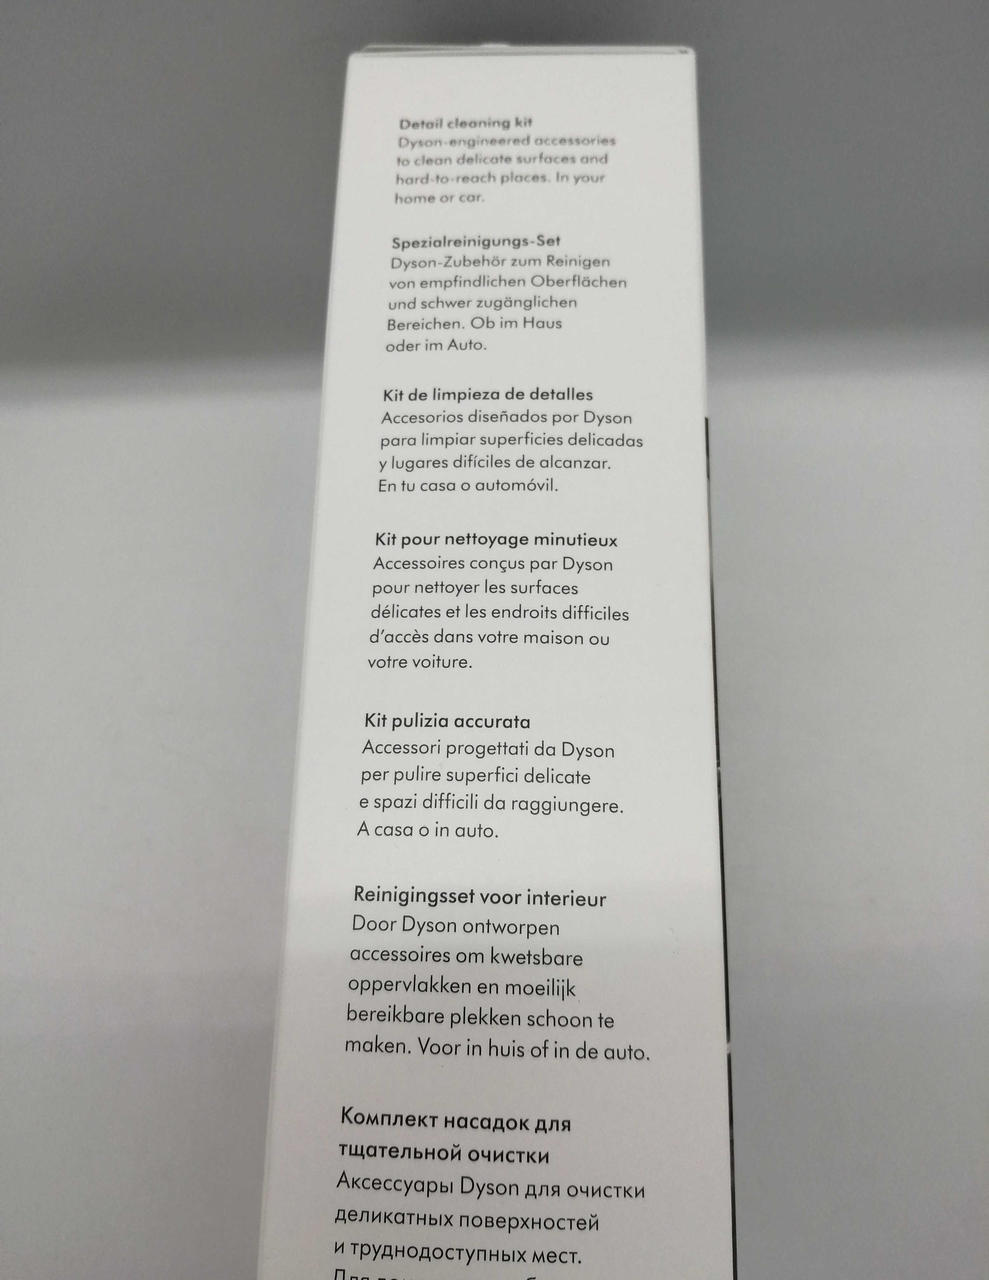 Detail cleaning kit
Dyson-engineered accessories
to clean delicate surfaces and
hard-to-reach places. In your
home or car.
Spezialreinigungs-Set
Dyson-Zubehör zum Reinigen
von empfindlichen Oberflächen
und schwer zugänglichen
Bereichen. Ob im Haus
oder im Auto.
Kit de limpieza de detalles
Accesorios diseñados por Dyson
para limpiar superficies delicadas
y lugares difíciles de alcanzar.
En tu casa o automóvil.
Kit pour nettoyage minutieux
Accessoires conçus par Dyson
pour nettoyer les surfaces
délicates et les endroits difficiles
d'accès dans votre maison ou
votre voiture.
Kit pulizia accurata
Accessori progettati da Dyson
per pulire superfici delicate
e spazi difficili da raggiungere.
A casa o in auto.
Reinigingsset voor interieur
Door Dyson ontworpen
accessoires om kwetsbare
oppervlakken en moeilijk
bereikbare plekken schoon te
maken. Voor in huis of in de auto.
Комплект насадок для
тщательной очистки
Аксессуары Dyson для очистки
деликатных поверхностей
и труднодоступных мест.
Для